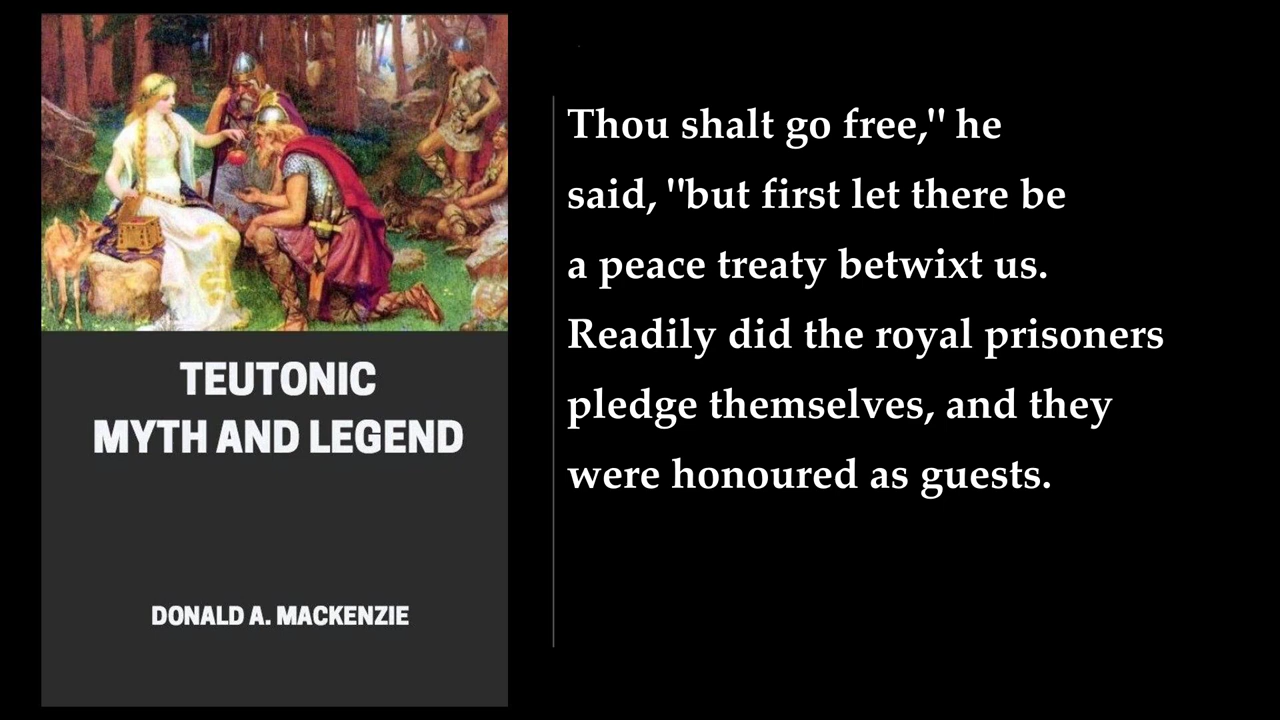 TEUTONIC
MYTH AND LEGEND
DONALD A. MACKENZIE
Thou shalt go free," he
said, "but first let there be
a peace treaty betwixt us.
Readily did the royal prisoners
pledge themselves, and they
were honoured as guests.